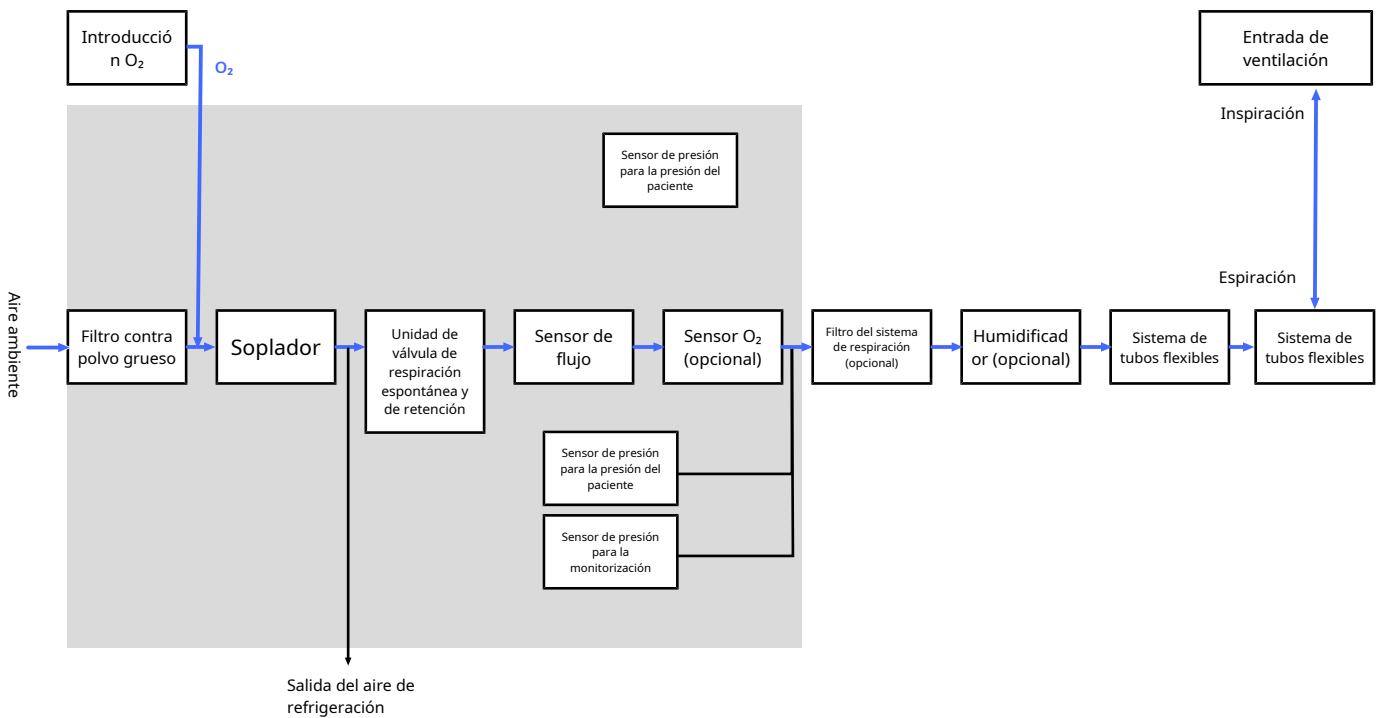 Introducció
n O₂
O₂
Entrada de
ventilación
Inspiración
Sensor de presión
para la presión del
paciente
Espiración
Aire ambiente
Filtro contra
polvo grueso
Soplador
Unidad de
válvula de
respiración
espontánea y
de retención
Sensor de
flujo
Sensor O₂
(opcional)
Filtro del sistema
de respiración
(opcional)
Humidificad
or (opcional)
Sistema de
tubos flexibles
Sistema de
tubos flexibles
Sensor de presión
para la presión del
paciente
Sensor de presión
para la
monitorización
Salida del aire de
refrigeración